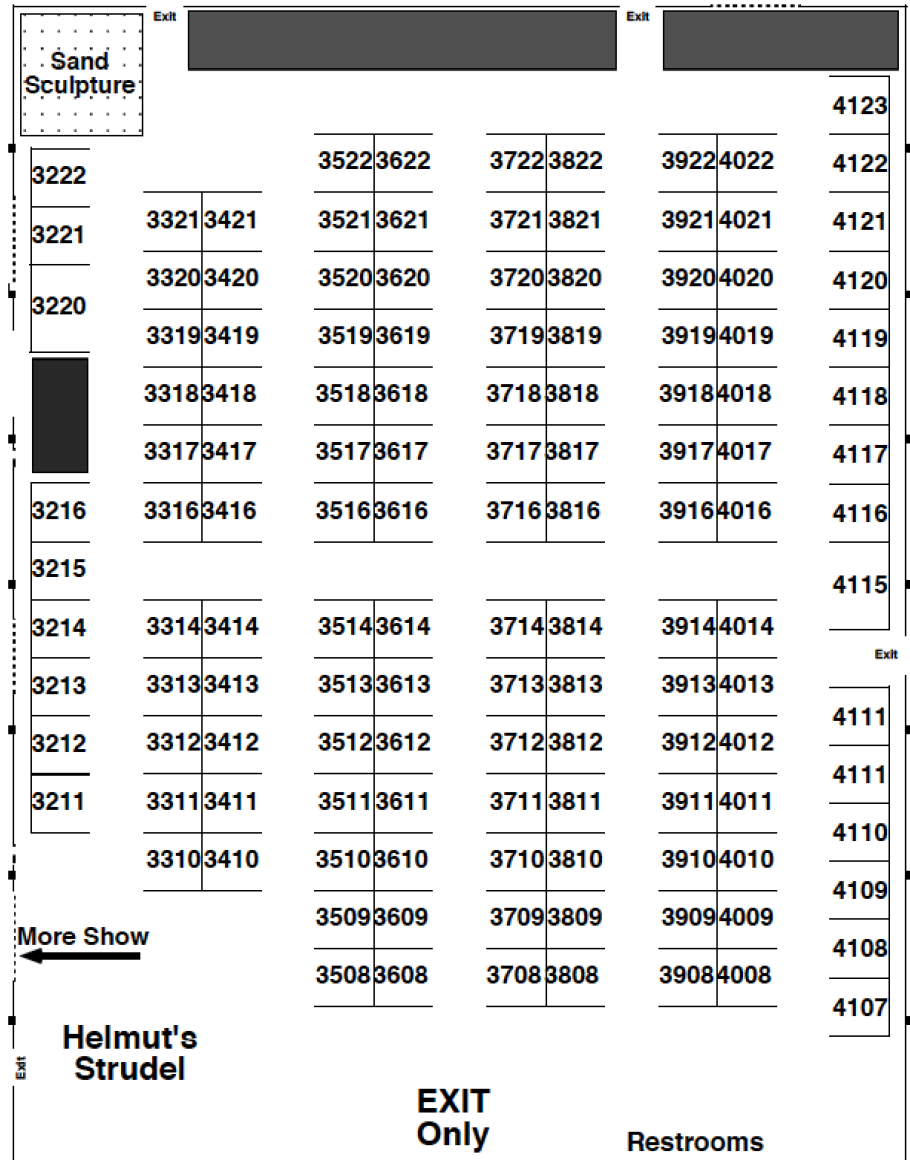 Exit Exit
Sand
Sculpture
4123
3522 3622 3722 3822 3922 4022 4122
3222
3321 3421 3521 3621 3721 3821 3921 4021 4121
3221
3320 3420 3520 3620 3720 3820 3920 4020 4120
3220
3319 3419 3519 3619 3719 3819 3919 4019 4119
3318 3418 3518 3618 3718 3818 3918 4018 4118
3317 3417 3517 3617 3717 3817 3917 4017 4117
3216 3316 3416 3516 3616 3716 3816 3916 4016 4116
3215
4115
3214 3314 3414 3514 3614 3714 3814 3914 4014
Exit
3213 3313 3413 3513 3613 3713 3813 3913 4013
4111
3212 3312 3412 3512 3612 3712 3812 3912 4012
4111
3211 3311 3411 3511 3611 3711 3811 3911 4011
4110
3310 3410 3510 3610 3710 3810 3910 4010
4109
3509 3609 3709 3809 3909 4009
More Show
4108
3508 3608 3708 3808 3908 4008
4107
Helmut's
Strudel
Exit
EXIT
Only
Restrooms